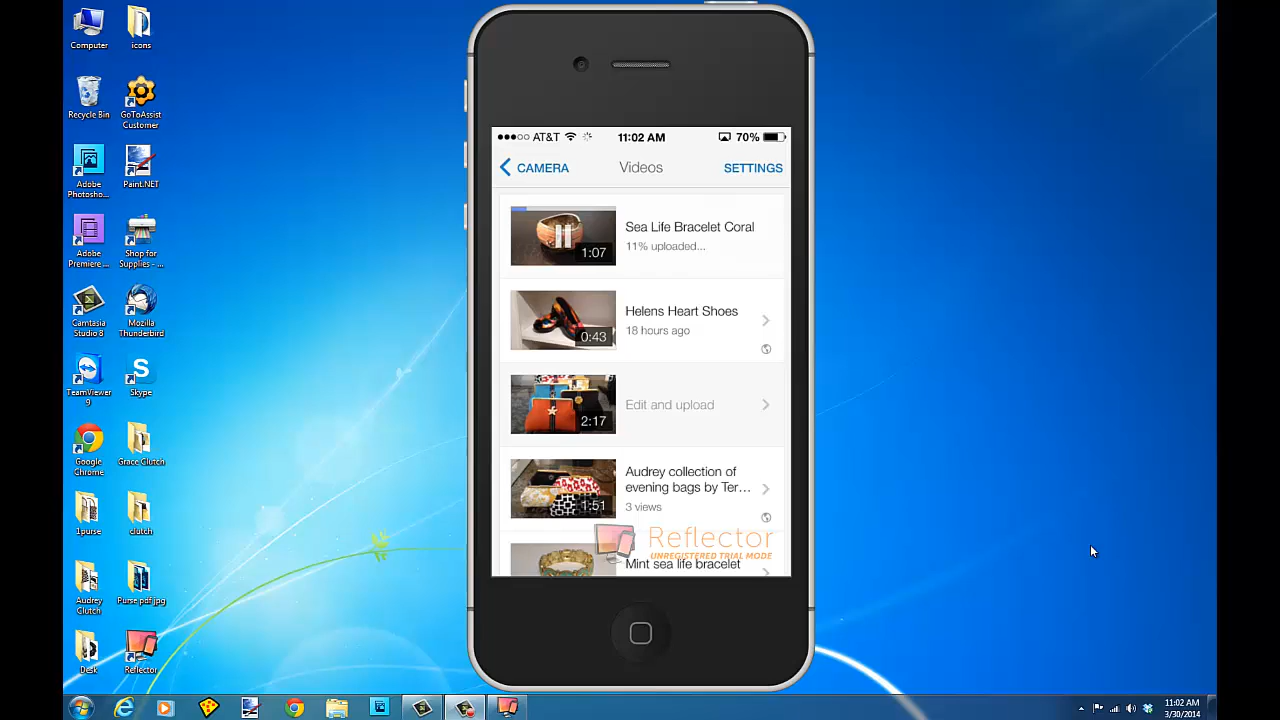 Computer
icons
Recycle Bin
GoToAssist
Customer
Adobe
Photosho...
Paint.NET
Adobe
Premiere ...
Shop for
Supplies - ...
Camtasia
Studio 8
Mozilla
Thunderbird
TeamViewer
9
Skype
Google
Chrome
Grace Clutch
1purse
clutch
Audrey
Clutch
Purse pdf.jpg
Desk
Reflector
AT&T
11:02 AM
70%
CAMERA
Videos
SETTINGS
1:07
Sea Life Bracelet Coral
11% uploaded...
0:43
Helens Heart Shoes
18 hours ago
2:17
Edit and upload
1:51
Audrey collection of
evening bags by Ter...
3 views
Reflector
UNREGISTERED TRIAL MODE
Mint sea life bracelet
11:02 AM
3/30/2014